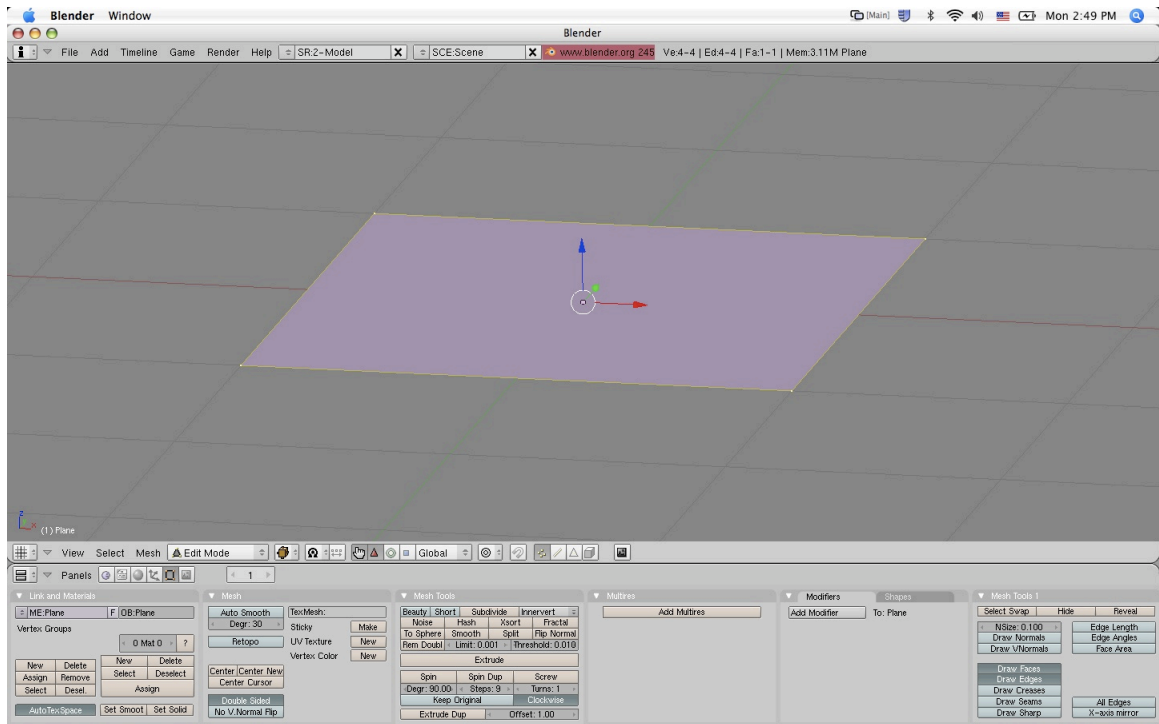 Blender Window [Main] Mon 2:49 PM
Blender
File Add Timeline Game Render Help SR:2-Model X SCE:Scene X www.blender.org 245 Ve:4-4 | Ed:4-4 | Fa:1-1 | Mem:3.11M Plane
z
x
(1) Plane
View Select Mesh Edit Mode Global
Panels 1
Link and Materials Mesh Mesh Tools Multires Modifiers Shapes Mesh Tools 1
ME:Plane F OB:Plane Auto Smooth TexMesh: Beauty Short Subdivide Innervert Add Multires Add Modifier To: Plane Select Swap Hide Reveal
Vertex Groups Degr: 30 Sticky Make Noise Hash Xsort Fractal NSize: 0.100 Edge Length
0 Mat 0 ? Retopo UV Texture New To Sphere Smooth Split Flip Normal Draw Normals Edge Angles
Vertex Color New Rem Doubl Limit: 0.001 Threshold: 0.010 Draw VNormals Face Area
New Delete New Delete Extrude
Assign Remove Select Deselect Center Center New Spin Spin Dup Screw Draw Faces
Select Desel. Assign Center Cursor Degr: 90.00 Steps: 9 Turns: 1 Draw Edges
Double Sided Keep Original Clockwise Draw Creases
AutoTexSpace Set Smoot Set Solid No V.Normal Flip Extrude Dup Offset: 1.00 Draw Seams All Edges
Draw Sharp X-axis mirror